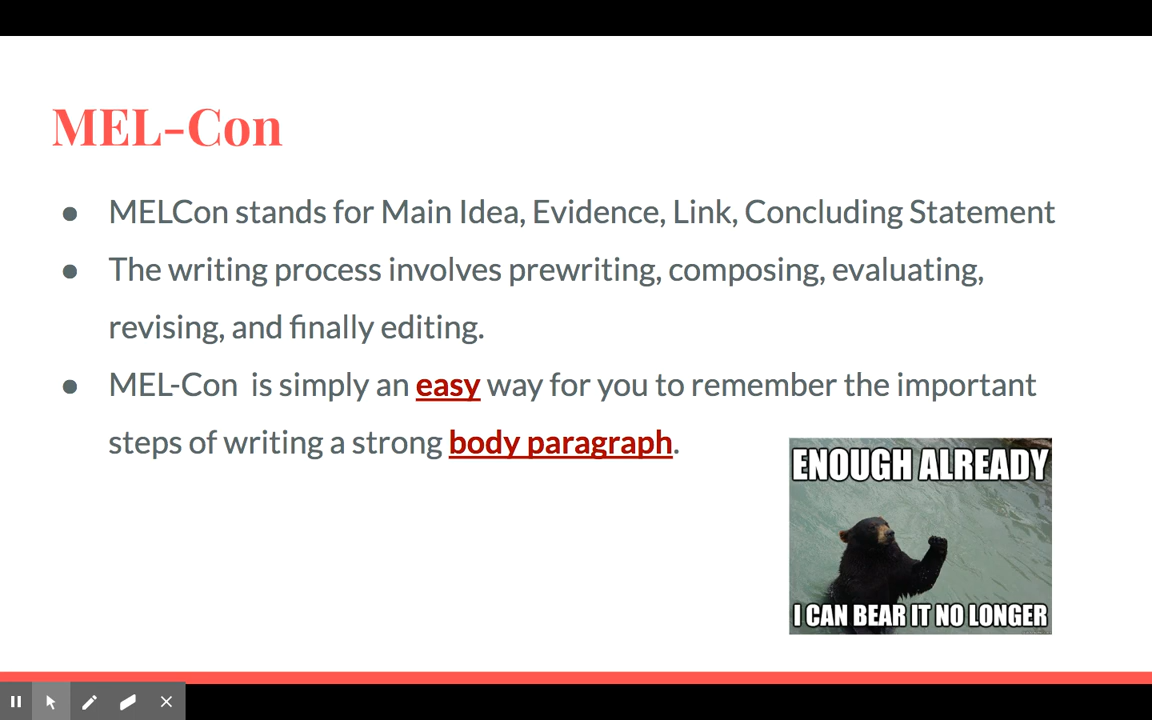 MEL-Con
● MELCon stands for Main Idea, Evidence, Link, Concluding Statement
● The writing process involves prewriting, composing, evaluating,
revising, and finally editing.
● MEL-Con is simply an easy way for you to remember the important
steps of writing a strong body paragraph.
ENOUGH ALREADY
I CAN BEAR IT NO LONGER